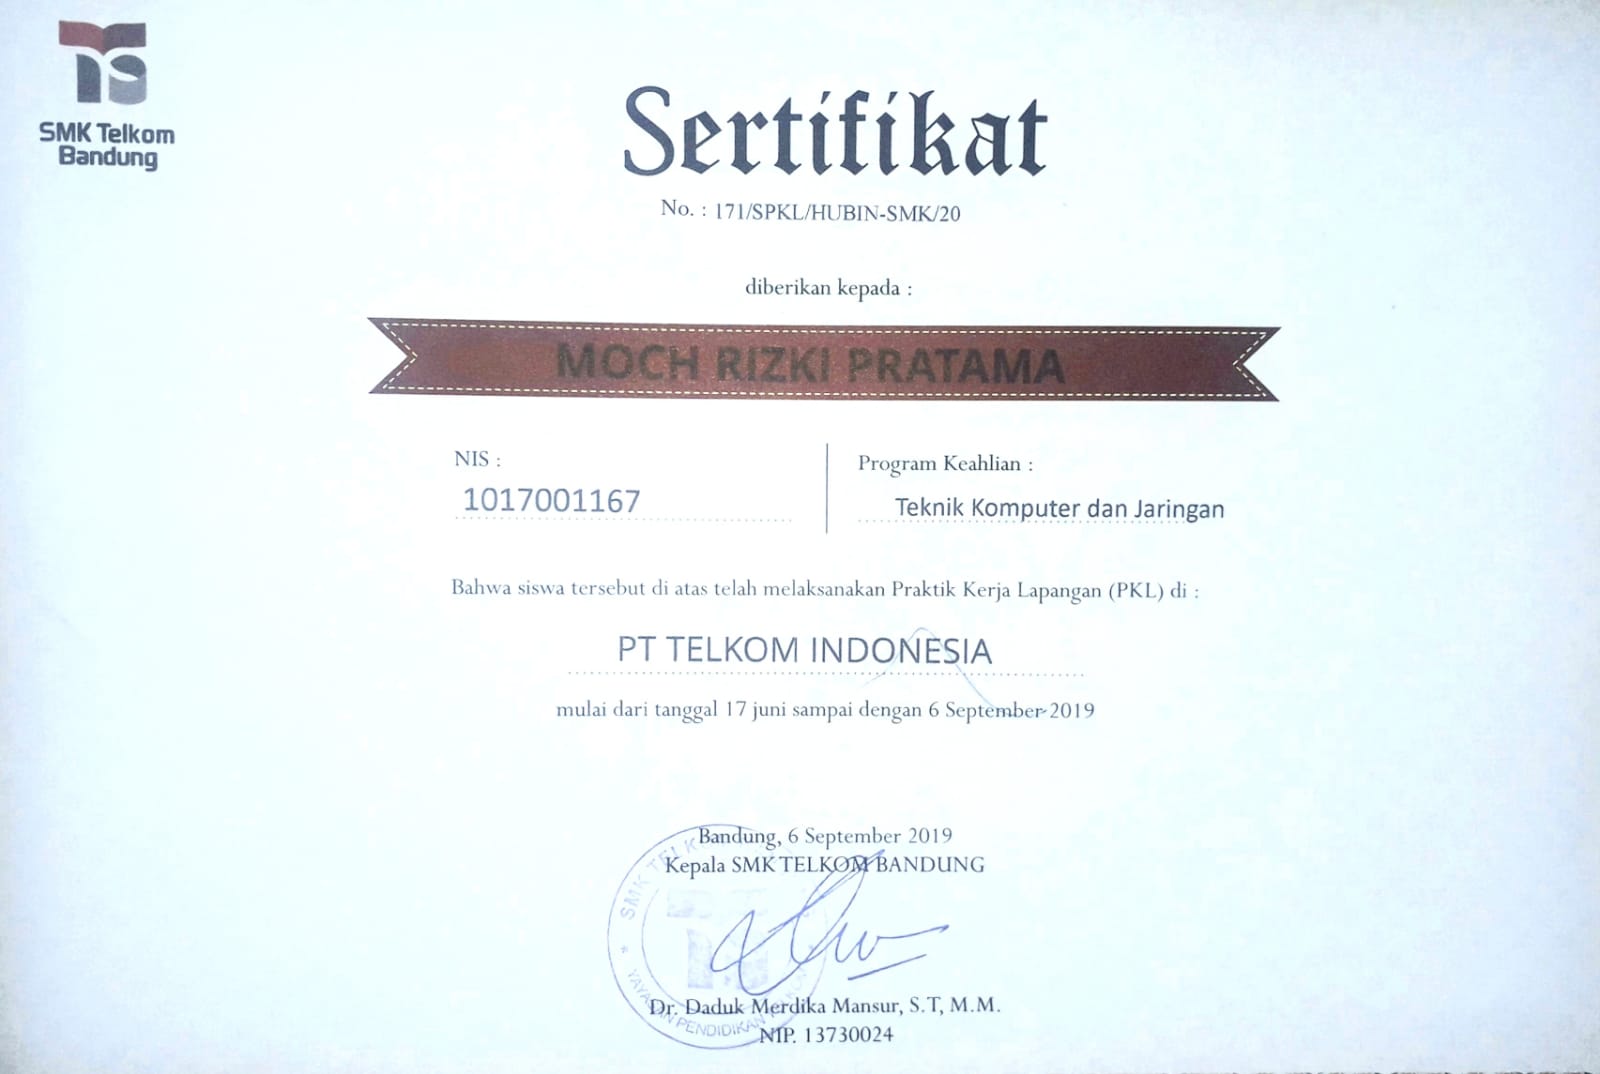 SMK Telkom
Bandung
Sertifikat
No. : 171/SPKL/HUBIN-SMK/20
diberikan kepada :
MOCH RIZKI PRATAMA
NIS :
1017001167
Program Keahlian :
Teknik Komputer dan Jaringan
Bahwa siswa tersebut di atas telah melaksanakan Praktik Kerja Lapangan (PKL) di :
PT TELKOM INDONESIA
mulai dari tanggal 17 juni sampai dengan 6 September 2019
Bandung, 6 September 2019
Kepala SMK TELKOM BANDUNG
SMK TELK
PENDIDIKAN
Dr. Daduk Merdika Mansur, S.T, M.M.
NIP. 13730024